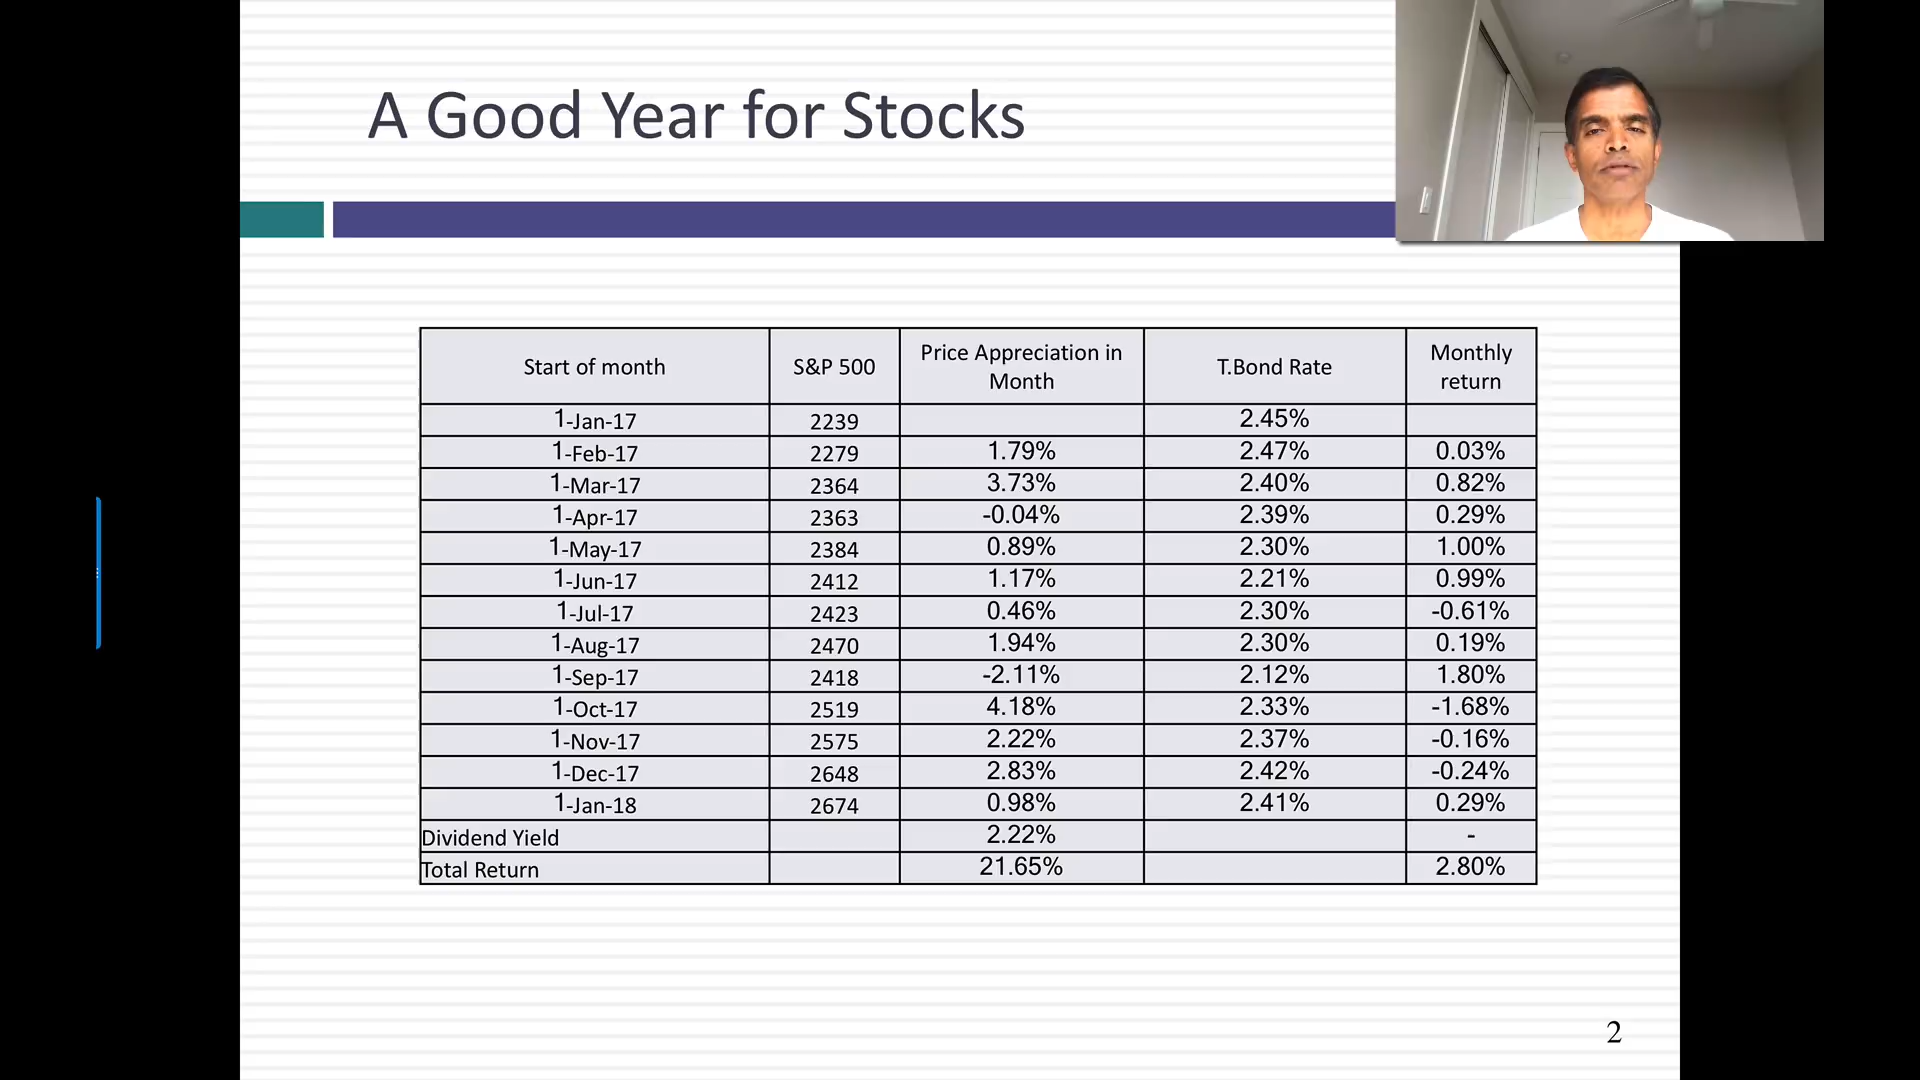 A Good Year for Stocks
Start of month S&P 500 Price Appreciation in Month T.Bond Rate Monthly return
1-Jan-17 2239 2.45%
1-Feb-17 2279 1.79% 2.47% 0.03%
1-Mar-17 2364 3.73% 2.40% 0.82%
1-Apr-17 2363 -0.04% 2.39% 0.29%
1-May-17 2384 0.89% 2.30% 1.00%
1-Jun-17 2412 1.17% 2.21% 0.99%
1-Jul-17 2423 0.46% 2.30% -0.61%
1-Aug-17 2470 1.94% 2.30% 0.19%
1-Sep-17 2418 -2.11% 2.12% 1.80%
1-Oct-17 2519 4.18% 2.33% -1.68%
1-Nov-17 2575 2.22% 2.37% -0.16%
1-Dec-17 2648 2.83% 2.42% -0.24%
1-Jan-18 2674 0.98% 2.41% 0.29%
Dividend Yield 2.22% -
Total Return 21.65% 2.80%
2